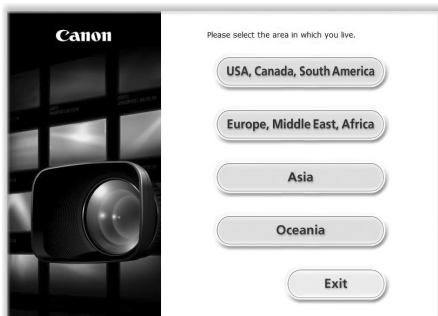 Canon
Please select the area in which you live.
USA, Canada, South America
Europe, Middle East, Africa
Asia
Oceania
Exit